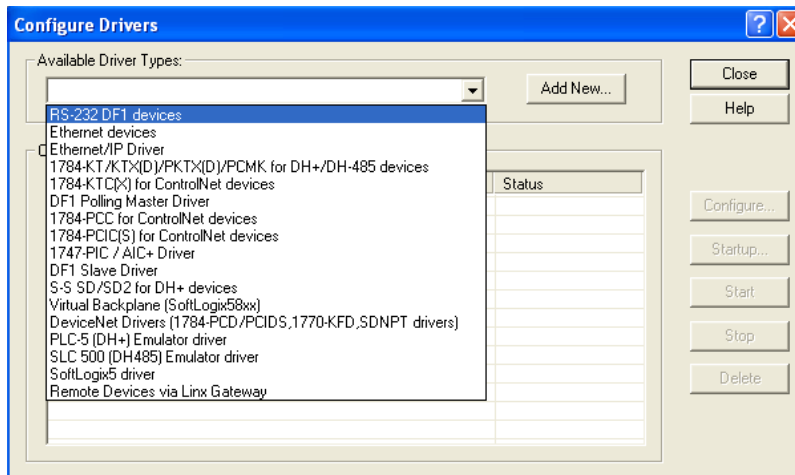 Configure Drivers
Available Driver Types:
Add New...
Close
Help
RS-232 DF1 devices
Ethernet devices
Ethernet/IP Driver
1784-KT/KTX(D)/PKTX(D)/PCMK for DH+/DH-485 devices
1784-KTC(X) for ControlNet devices
DF1 Polling Master Driver
1784-PCC for ControlNet devices
1784-PCIC(S) for ControlNet devices
1747-PIC / AIC+ Driver
DF1 Slave Driver
S-S SD/SD2 for DH+ devices
Virtual Backplane (SoftLogix58xx)
DeviceNet Drivers (1784-PCD/PCIDS,1770-KFD,SDNPT drivers)
PLC-5 (DH+) Emulator driver
SLC 500 (DH485) Emulator driver
SoftLogix5 driver
Remote Devices via Linx Gateway
Status
Configure...
Startup...
Start
Stop
Delete